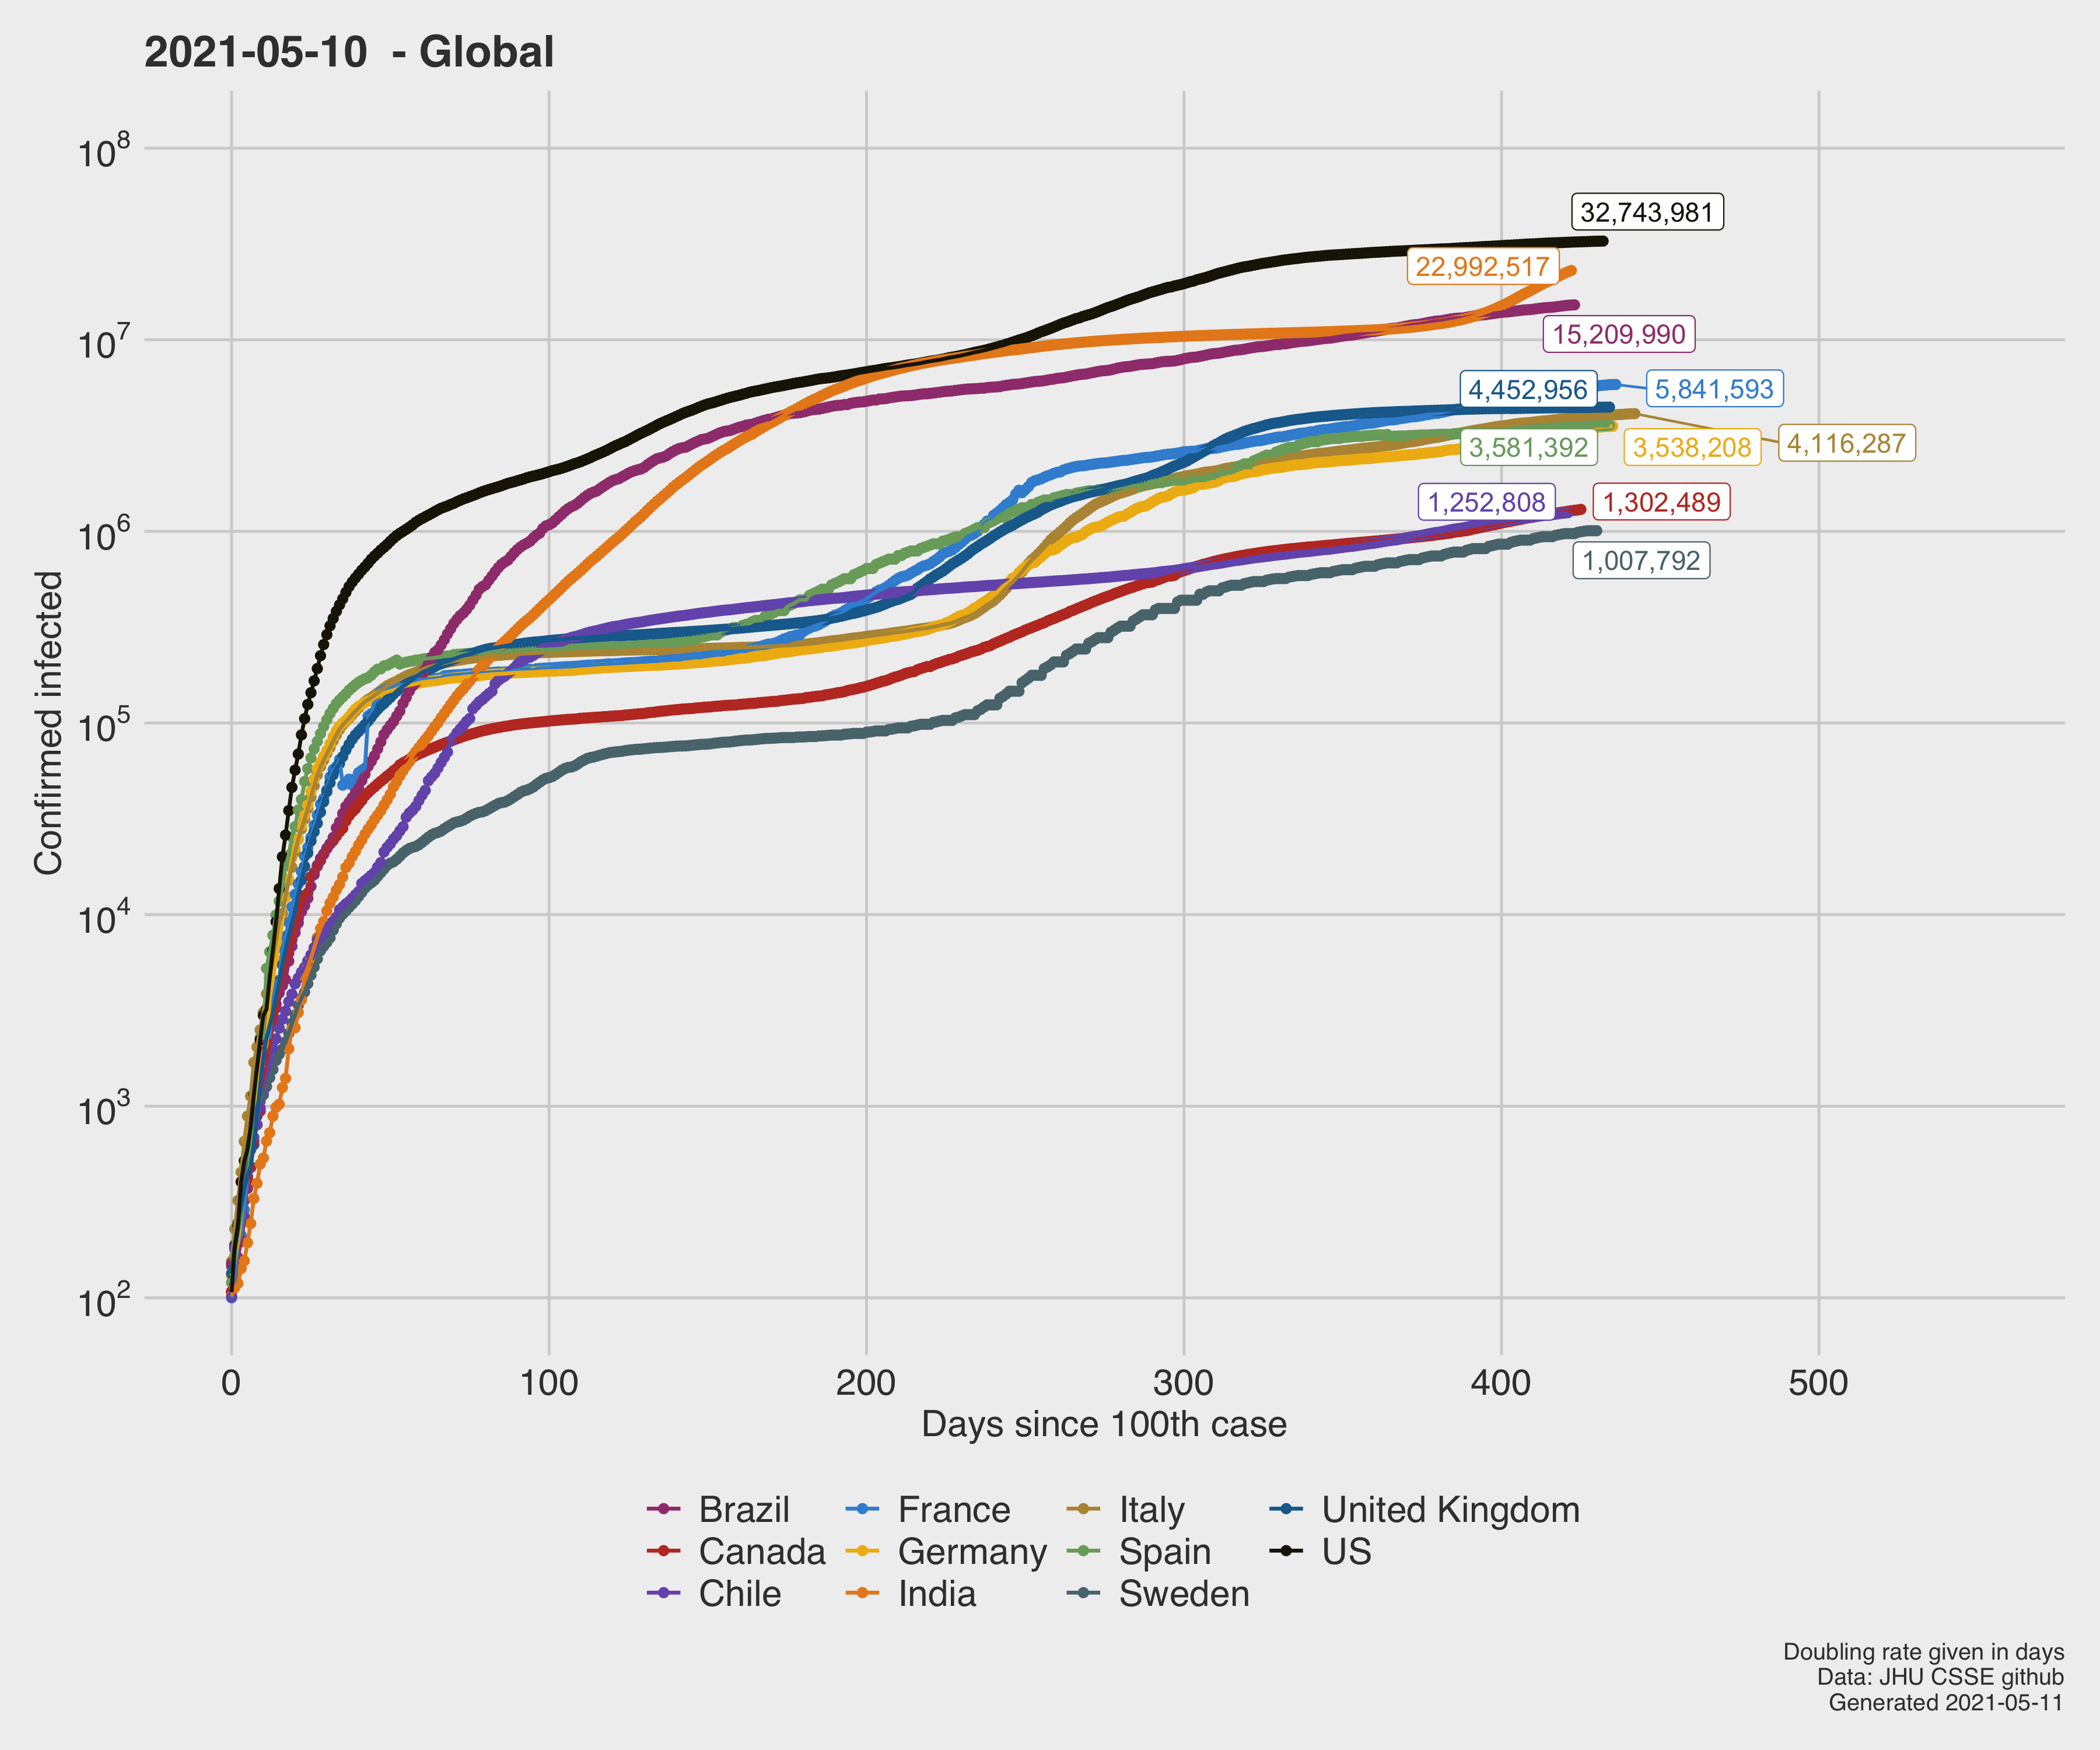 2021-05-10 - Global
Confirmed infected
10^8
10^7
10^6
10^5
10^4
10^3
10^2
32,743,981
22,992,517
15,209,990
4,452,956
5,841,593
3,581,392
3,538,208
4,116,287
1,252,808
1,302,489
1,007,792
0 100 200 300 400 500
Days since 100th case
Brazil France Italy United Kingdom
Canada Germany Spain US
Chile India Sweden
Doubling rate given in days
Data: JHU CSSE github
Generated 2021-05-11